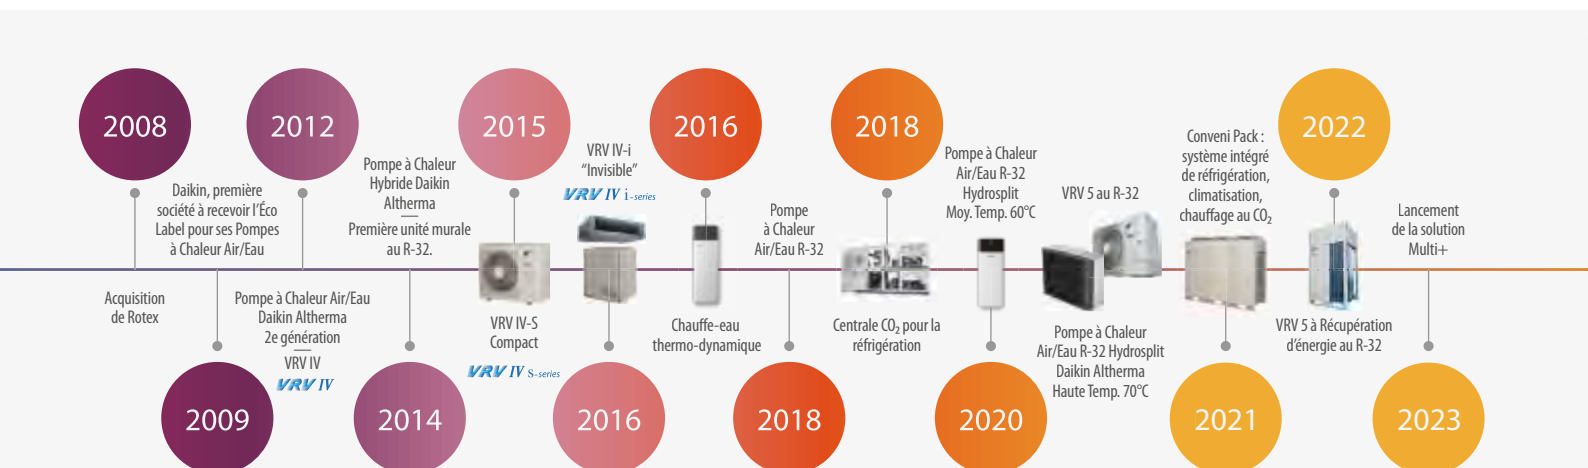 2008
Acquisition
de Rotex
Daikin, première
société à recevoir l'Éco
Label pour ses Pompes
à Chaleur Air/Eau
2009
2012
Pompe à Chaleur Air/Eau
Daikin Altherma
2e génération
VRV IV
VRV IV
Pompe à Chaleur
Hybride Daikin
Altherma
Première unité murale
au R-32.
2014
2015
VRV IV-S
Compact
VRV IV S-series
VRV IV-i
“Invisible”
VRV IV i-series
2016
2016
Chauffe-eau
thermo-dynamique
Pompe
à Chaleur
Air/Eau R-32
2018
2018
Centrale CO₂ pour la
réfrigération
Pompe à Chaleur
Air/Eau R-32
Hydrosplit
Moy. Temp. 60°C
2020
VRV 5 au R-32
Pompe à Chaleur
Air/Eau R-32 Hydrosplit
Daikin Altherma
Haute Temp. 70°C
Conveni Pack :
système intégré
de réfrigération,
climatisation,
chauffage au CO₂
2021
2022
VRV 5 à Récupération
d'énergie au R-32
Lancement
de la solution
Multi+
2023